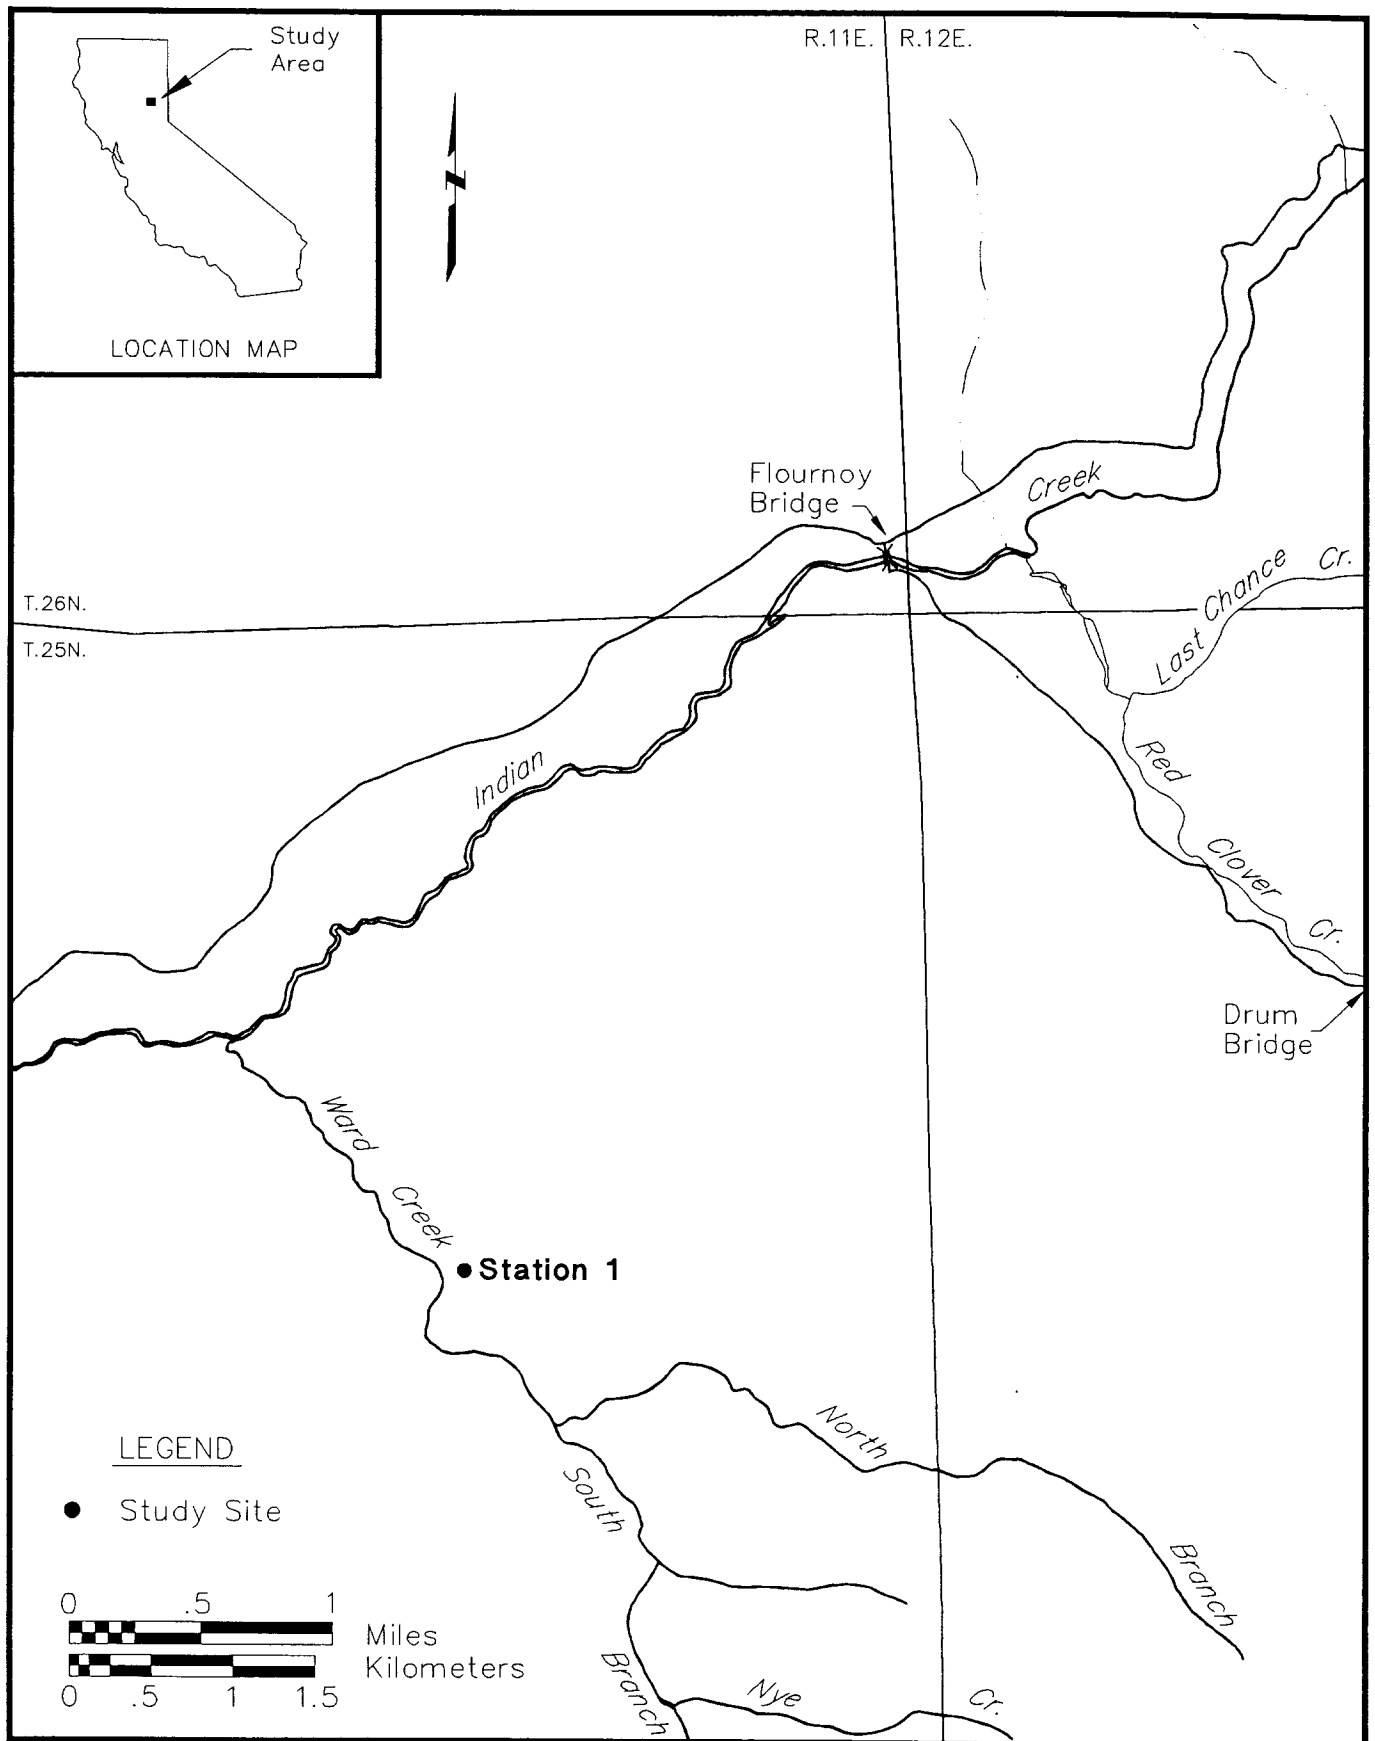 Study
Area
LOCATION MAP
N
R.11E.
R.12E.
Flournoy
Bridge
Creek
T.26N.
T.25N.
Last Chance Cr.
Indian
Red Clover Cr.
Drum
Bridge
Ward Creek
Station 1
North Branch
South Branch
Nye Cr.
LEGEND
Study Site
0 .5 1
Miles
Kilometers
0 .5 1 1.5